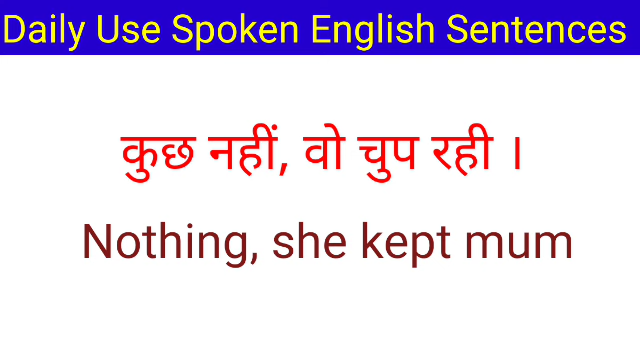 Daily Use Spoken English Sentences
कुछ नहीं, वो चुप रही ।
Nothing, she kept mum